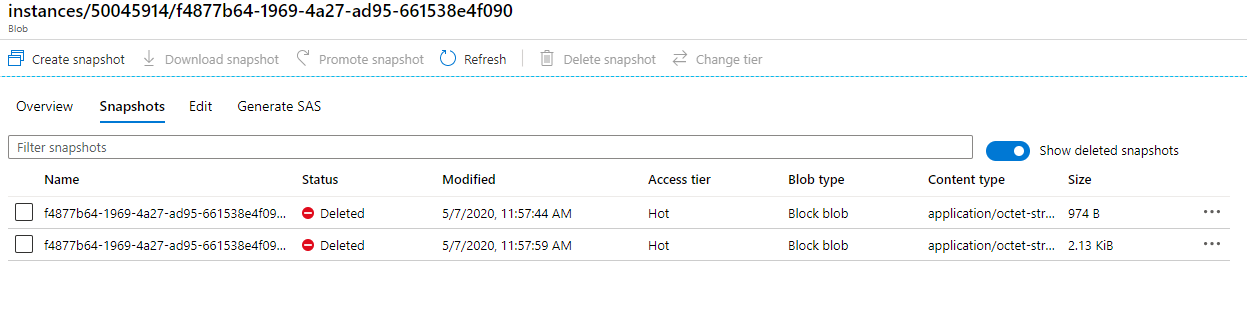 instances/50045914/f4877b64-1969-4a27-ad95-661538e4f090
Blob
Create snapshot Download snapshot Promote snapshot Refresh Delete snapshot Change tier
Overview Snapshots Edit Generate SAS
Filter snapshots Show deleted snapshots
Name Status Modified Access tier Blob type Content type Size
f4877b64-1969-4a27-ad95-661538e4f09... Deleted 5/7/2020, 11:57:44 AM Hot Block blob application/octet-str... 974 B ...
f4877b64-1969-4a27-ad95-661538e4f09... Deleted 5/7/2020, 11:57:59 AM Hot Block blob application/octet-str... 2.13 KiB ...